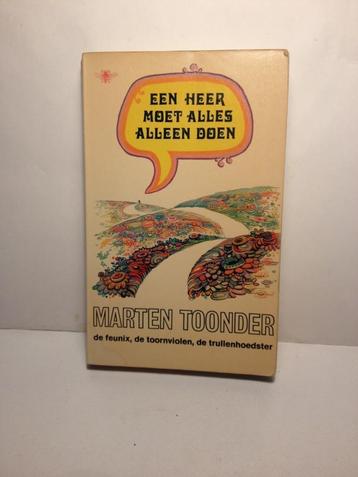 "EEN HEER
MOET ALLES
ALLEEN DOEN
MARTEN TOONDER
de feunix, de toornviolen, de trullenhoedster